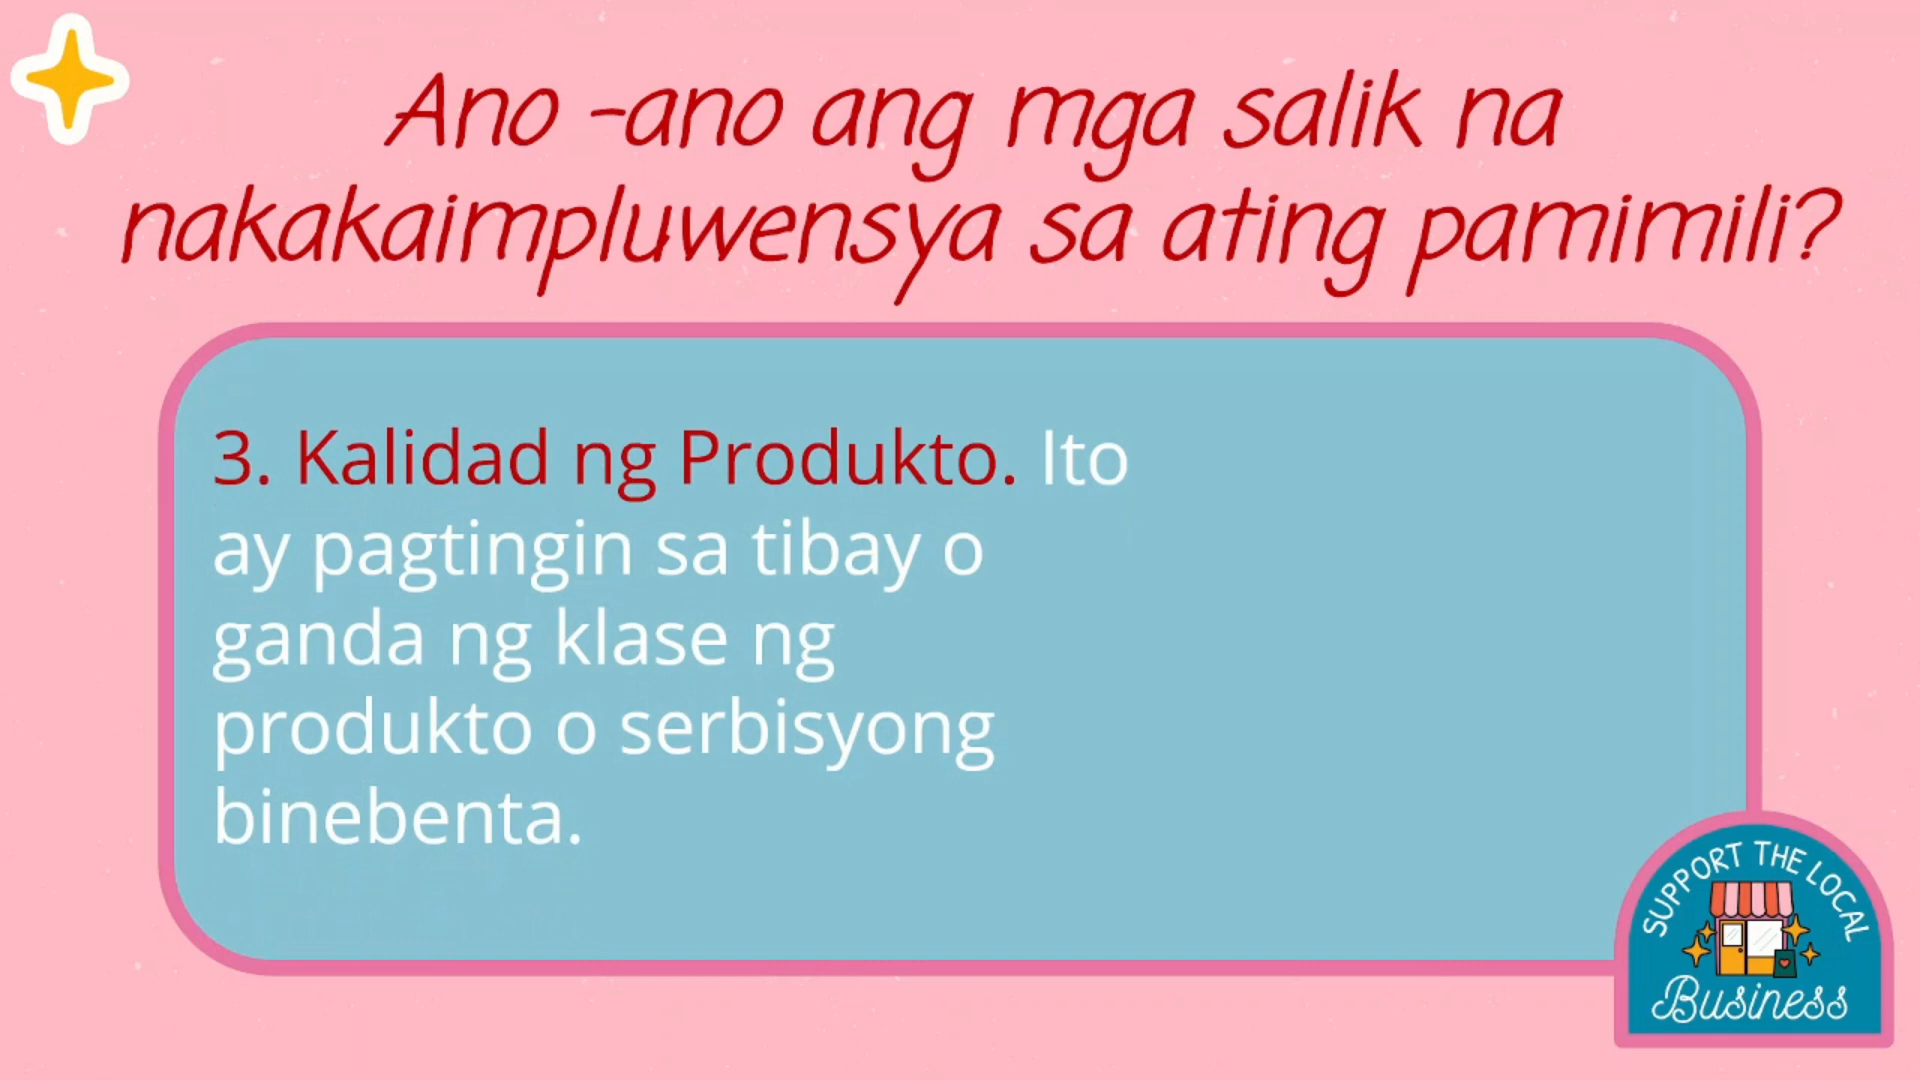 Ano -ano ang mga salik na
nakakaimpluwensya sa ating pamimili?
3. Kalidad ng Produkto. Ito
ay pagtingin sa tibay o
ganda ng klase ng
produkto o serbisyong
binebenta.
SUPPORT THE LOCAL
Business